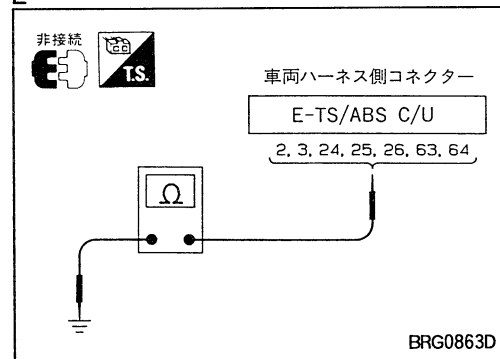 非接続
T.S.
車両ハーネス側コネクター
E-TS/ABS C/U
2, 3, 24, 25, 26, 63, 64
Ω
BRG0863D